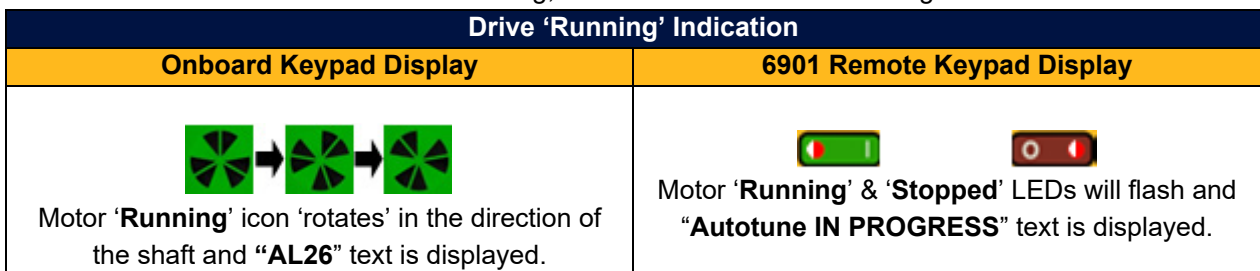 Drive ‘Running’ Indication
Onboard Keypad Display
6901 Remote Keypad Display
Motor ‘Running’ icon ‘rotates’ in the direction of
the shaft and “AL26” text is displayed.
I
O
Motor ‘Running’ & ‘Stopped’ LEDs will flash and
“Autotune IN PROGRESS” text is displayed.